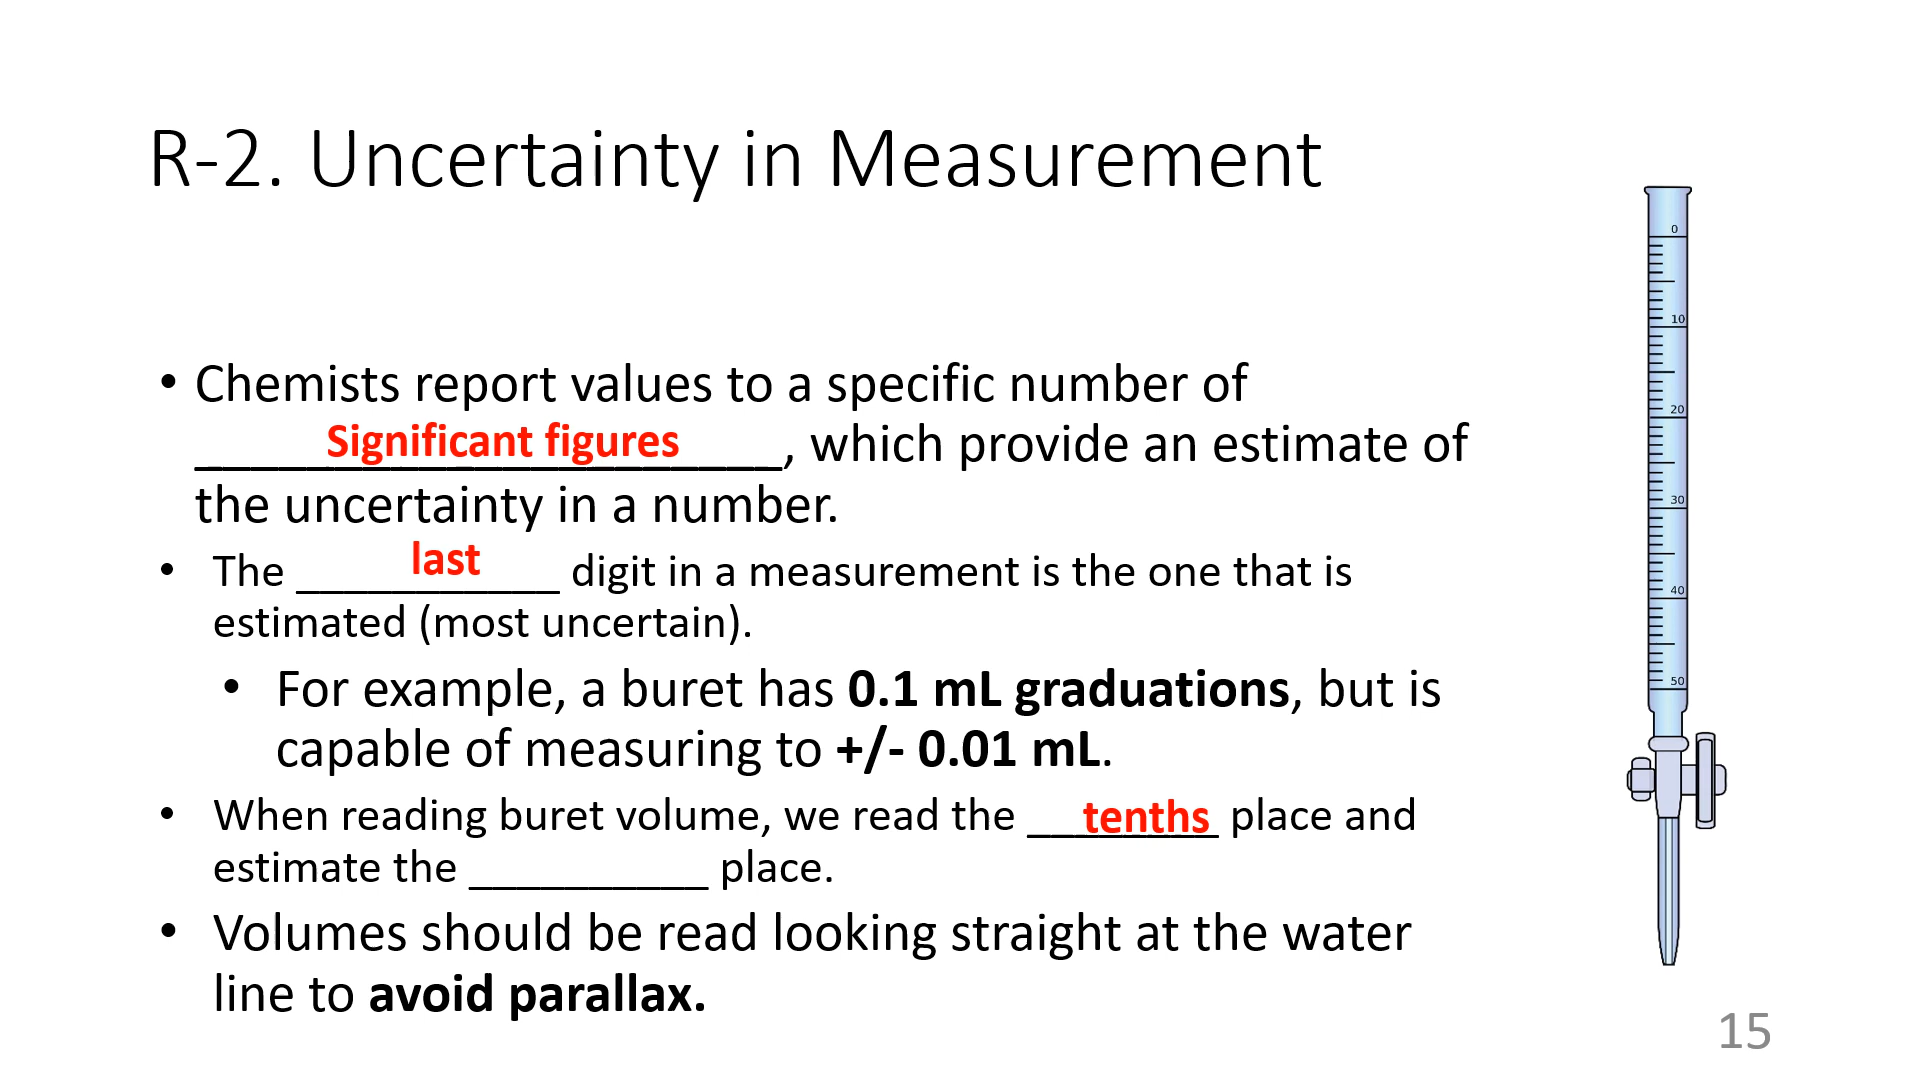 R-2. Uncertainty in Measurement
• Chemists report values to a specific number of
Significant figures, which provide an estimate of
the uncertainty in a number.
• The last digit in a measurement is the one that is
estimated (most uncertain).
• For example, a buret has 0.1 mL graduations, but is
capable of measuring to +/- 0.01 mL.
• When reading buret volume, we read the tenths place and
estimate the __________ place.
• Volumes should be read looking straight at the water
line to avoid parallax.
0
10
20
30
40
50
15